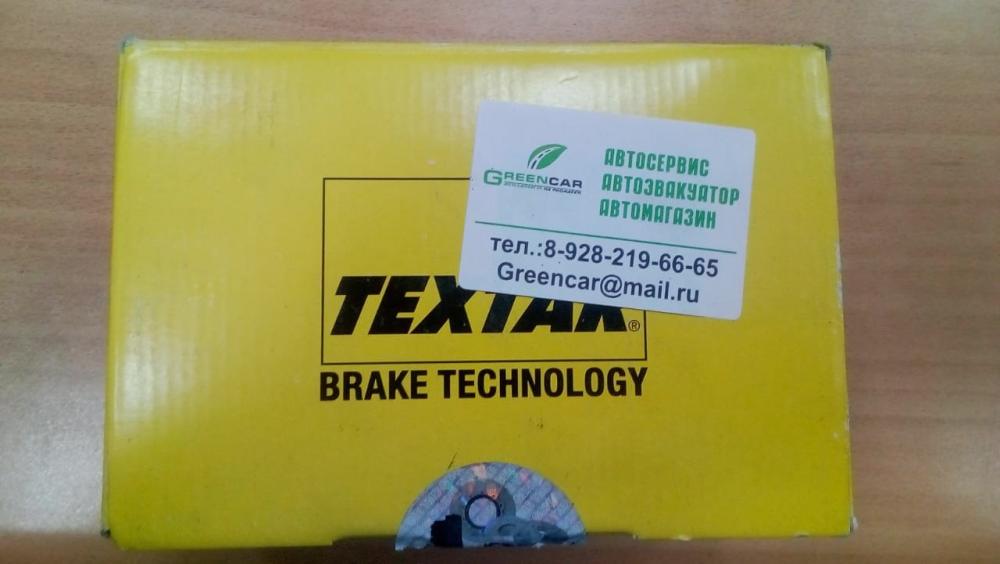 GREENCAR
АВТОСЕРВИС
АВТОЭВАКУАТОР
АВТОМАГАЗИН
тел.:8-928-219-66-65
Greencar@mail.ru
TEXTAR®
BRAKE TECHNOLOGY